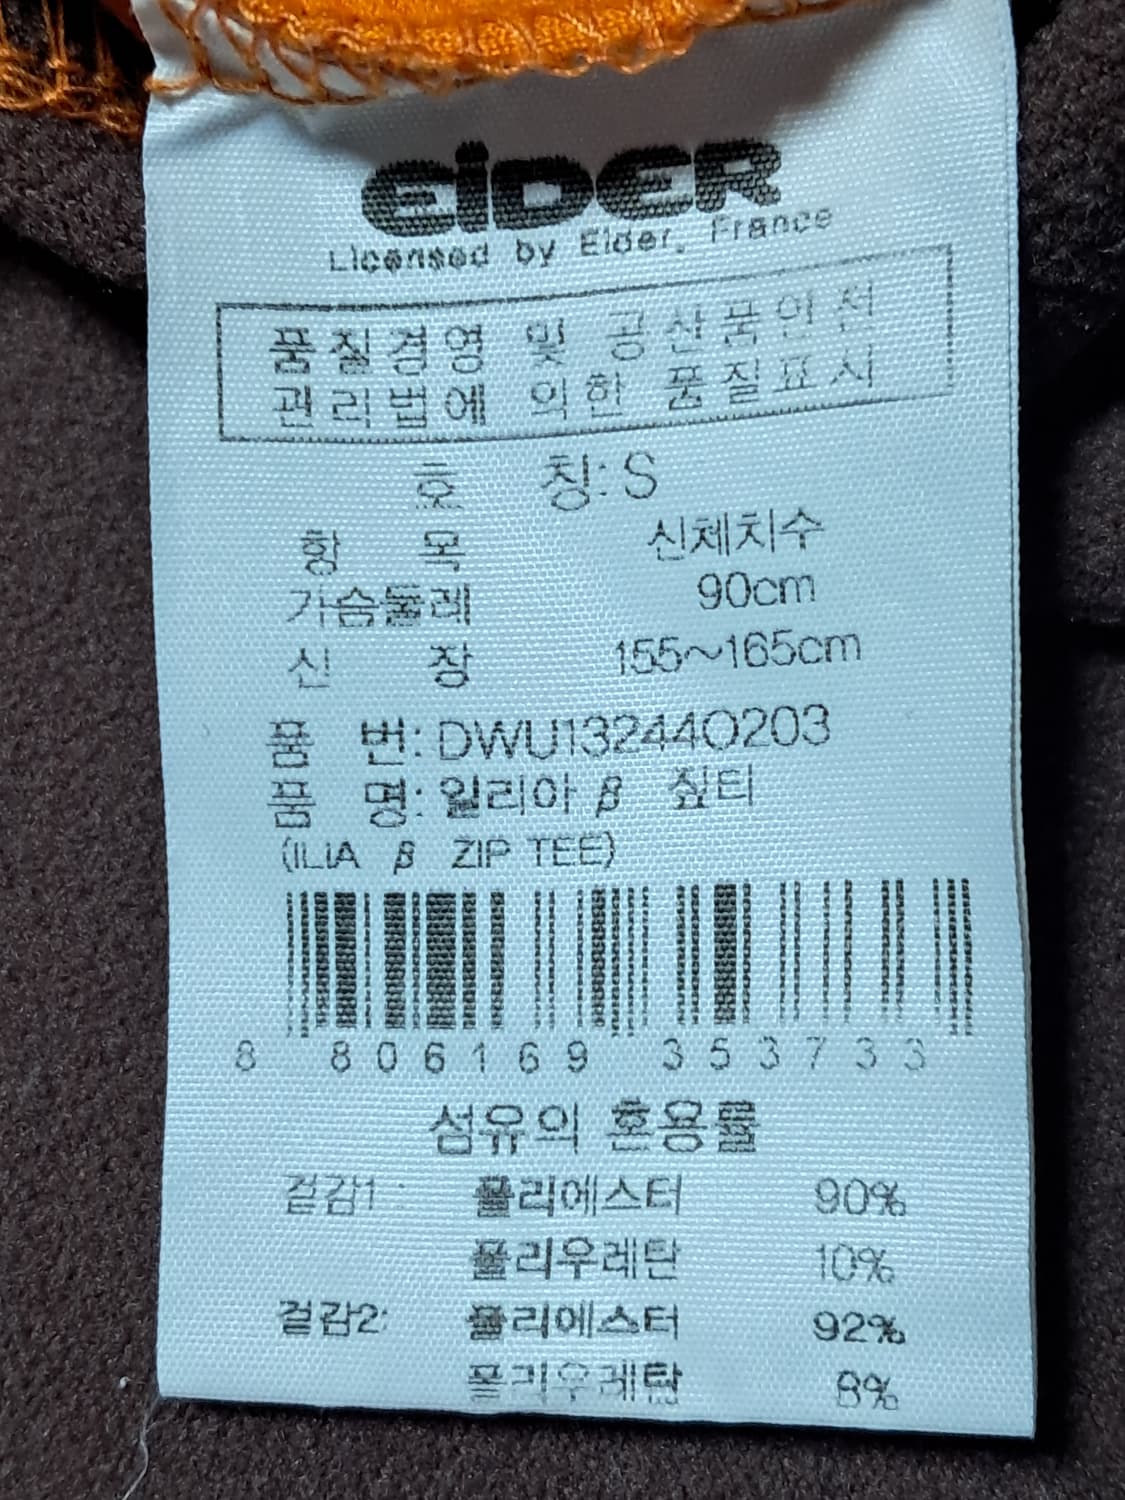 EiDER
Licensed by Eider, France
품질경영 및 공산품안전
관리법에 의한 품질표시
호 칭: S
항 목 신체치수
가슴둘레 90cm
신 장 155~165cm
품 번: DWU13244O203
품 명: 일리아 β 짚티
(ILIA β ZIP TEE)
8 806169 353733
섬유의 혼용률
겉감1 : 폴리에스터 90%
폴리우레탄 10%
겉감2: 폴리에스터 92%
폴리우레탄 8%